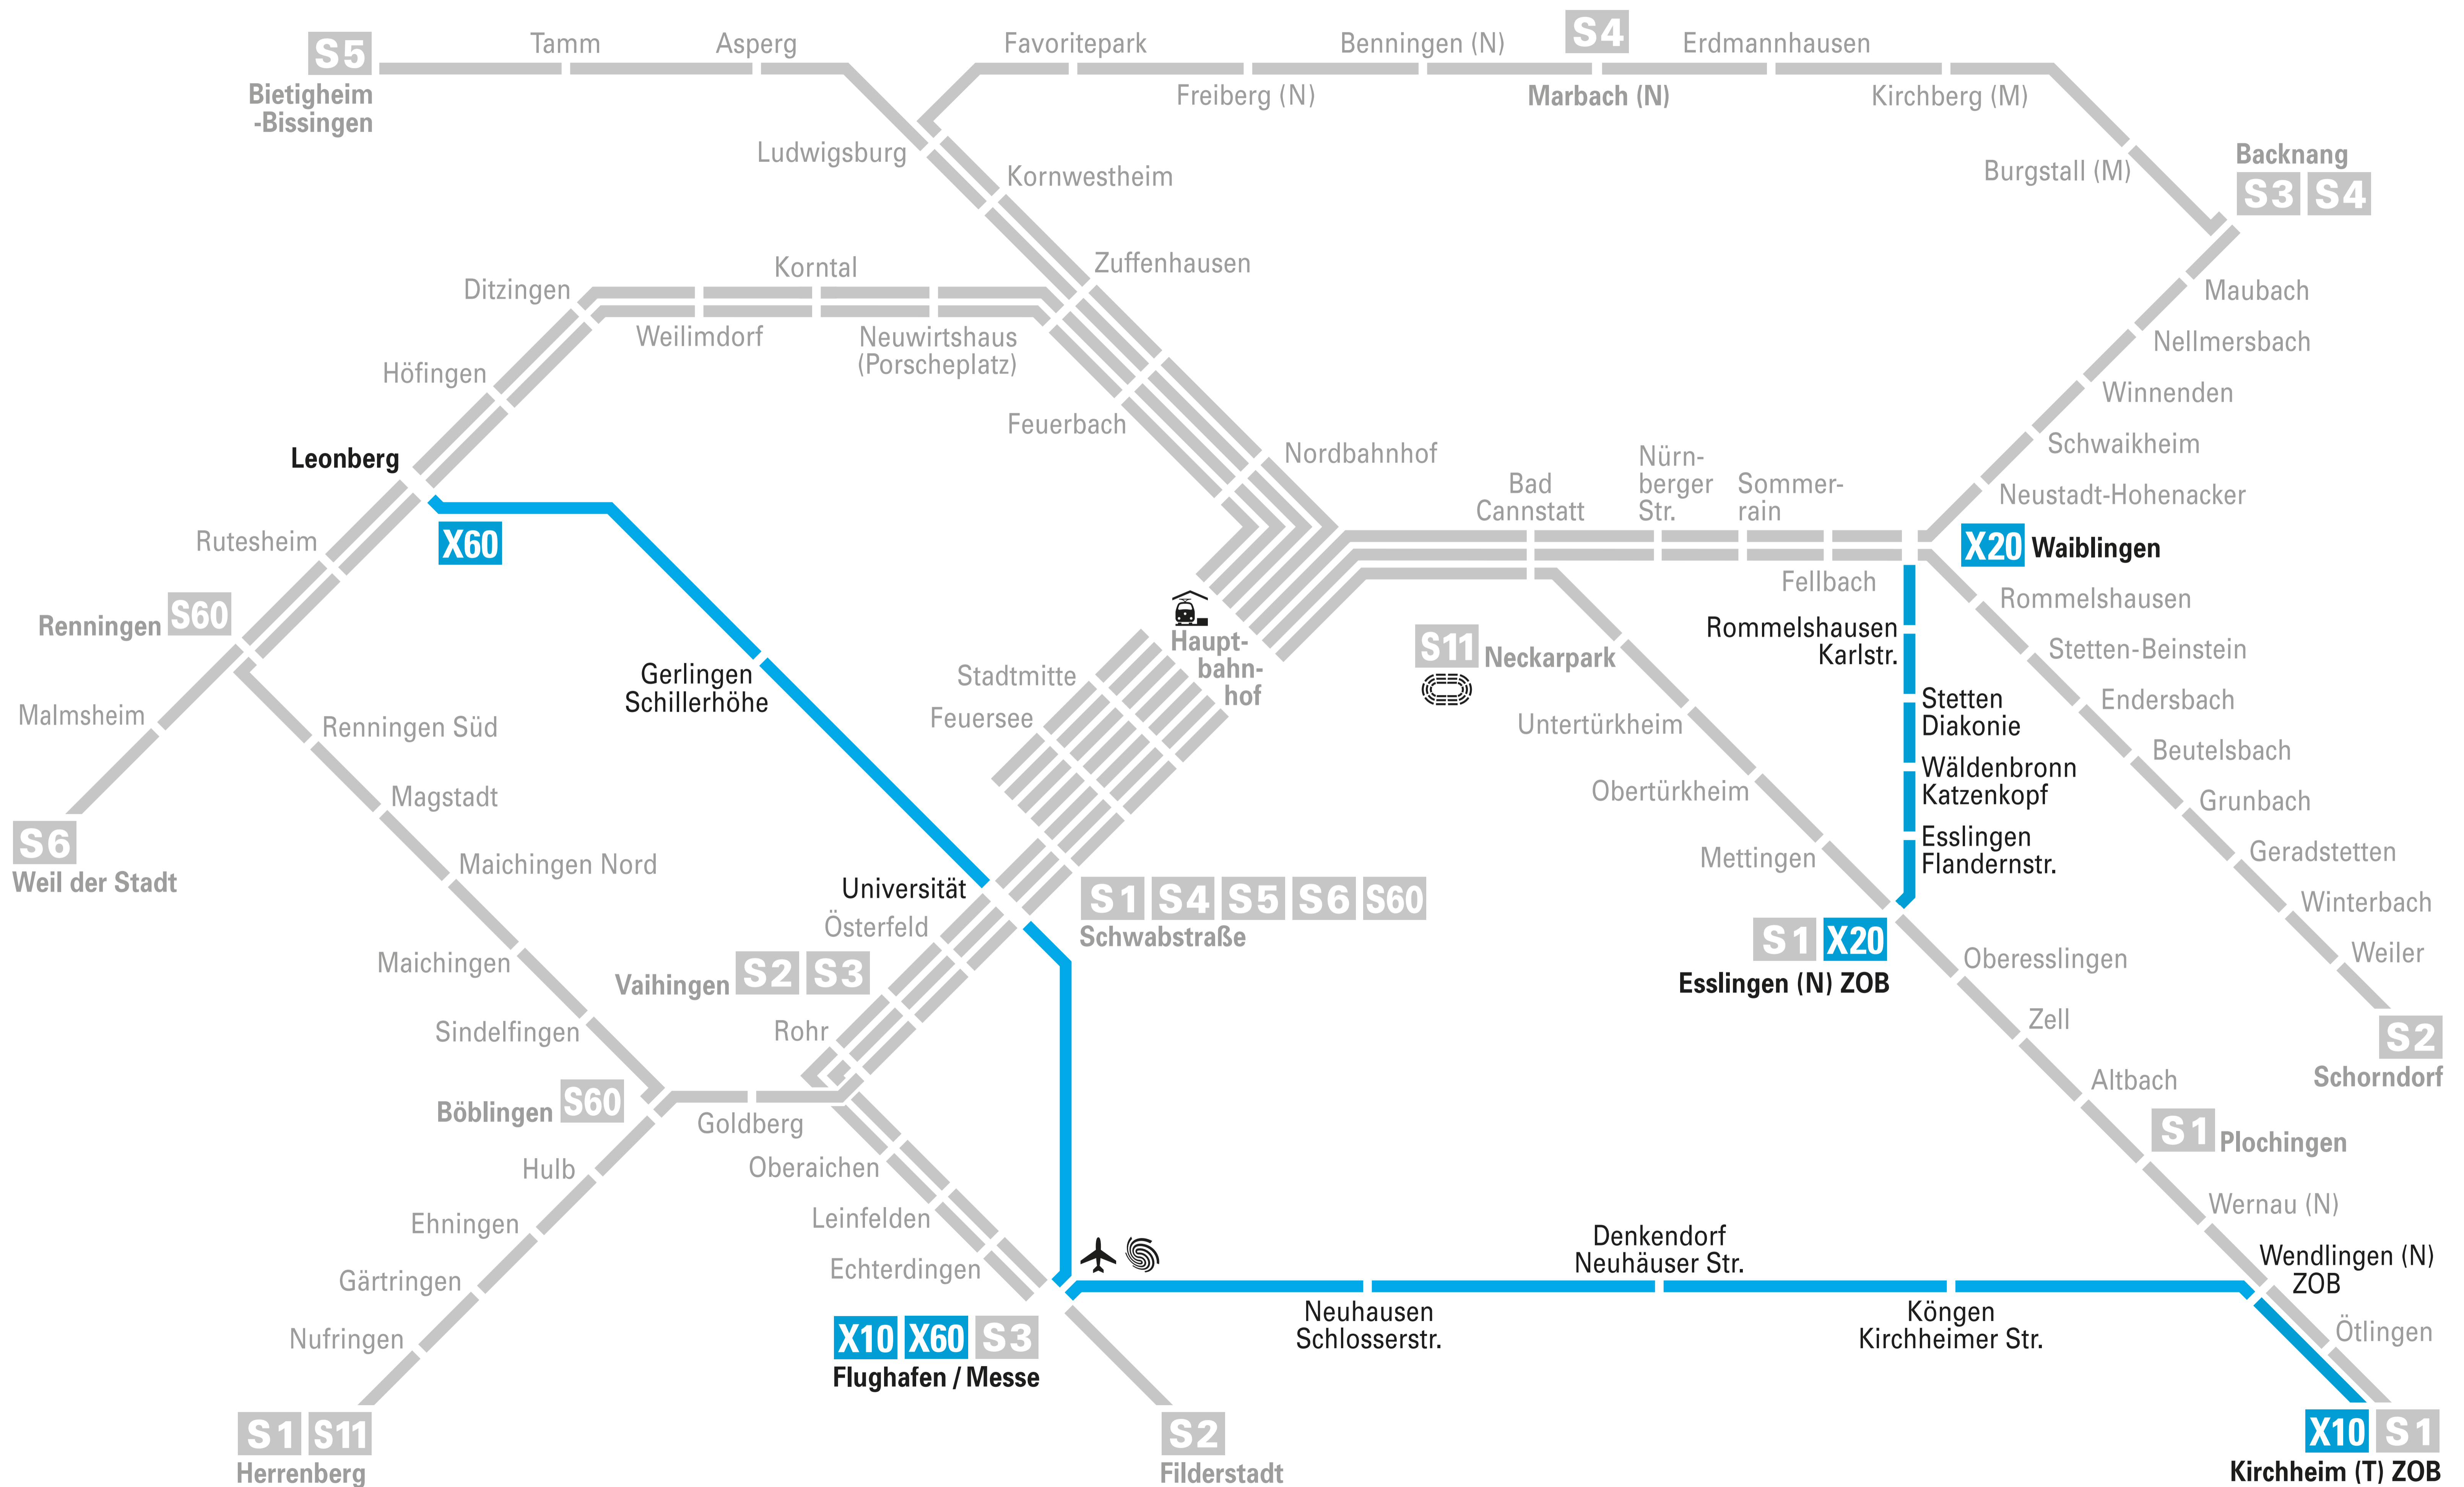 S5
Bietigheim
-Bissingen
Tamm
Asperg
Favoritepark
Freiberg (N)
Benningen (N)
S4
Marbach (N)
Erdmannhausen
Kirchberg (M)
Burgstall (M)
Backnang
S3 S4
Ludwigsburg
Kornwestheim
Zuffenhausen
Maubach
Nellmersbach
Winnenden
Schwaikheim
Neustadt-Hohenacker
Ditzingen
Korntal
Weilimdorf
Neuwirtshaus
(Porscheplatz)
Höfingen
Feuerbach
Nordbahnhof
Leonberg
X60
Rutesheim
Renningen S60
Malmsheim
S6
Weil der Stadt
Bad
Cannstatt
Nürn-
berger
Str.
Sommer-
rain
Fellbach
X20 Waiblingen
Rommelshausen
Stetten-Beinstein
Endersbach
Beutelsbach
Grunbach
Geradstetten
Winterbach
Weiler
S2
Schorndorf
Haupt-
bahn-
hof
Stadtmitte
Feuersee
Gerlingen
Schillerhöhe
S11 Neckarpark
Untertürkheim
Obertürkheim
Mettingen
Rommelshausen
Karlstr.
Stetten
Diakonie
Wäldenbronn
Katzenkopf
Esslingen
Flandernstr.
S1 X20
Esslingen (N) ZOB
Renningen Süd
Magstadt
Maichingen Nord
Maichingen
Sindelfingen
Böblingen S60
Universität
Österfeld
S1 S4 S5 S6 S60
Schwabstraße
Vaihingen S2 S3
Rohr
Goldberg
Oberaichen
Leinfelden
Echterdingen
Hulb
Ehningen
Gärtringen
Nufringen
S1 S11
Herrenberg
X10 X60 S3
Flughafen / Messe
S2
Filderstadt
Neuhausen
Schlosserstr.
Denkendorf
Neuhäuser Str.
Köngen
Kirchheimer Str.
Oberesslingen
Zell
Altbach
S1 Plochingen
Wernau (N)
Wendlingen (N)
ZOB
Ötlingen
X10 S1
Kirchheim (T) ZOB